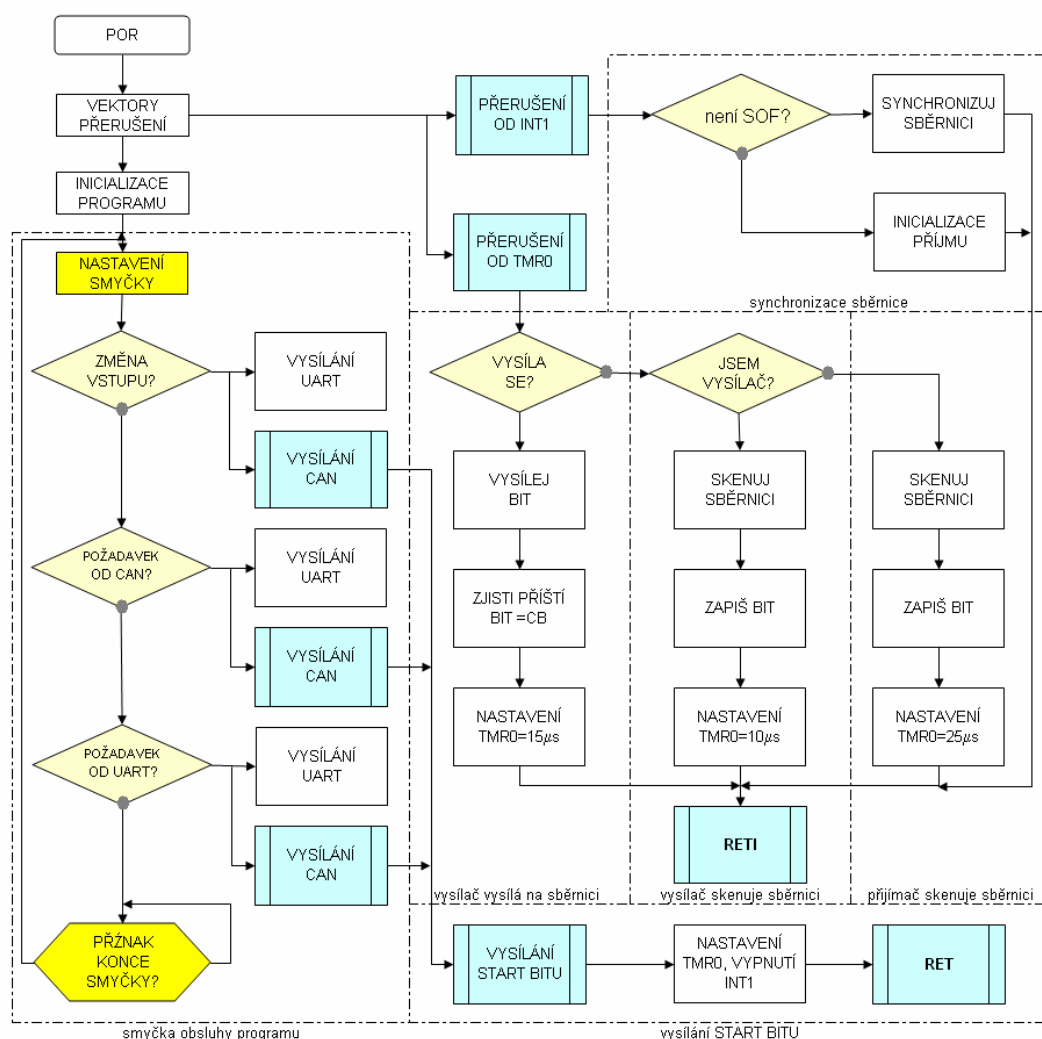 POR
VEKTORY
PŘERUŠENÍ
INICIALIZACE
PROGRAMU
PŘERUŠENÍ
OD INT1
PŘERUŠENÍ
OD TMR0
není SOF?
SYNCHRONIZUJ
SBĚRNICI
INICIALIZACE
PŘÍJMU
synchronizace sběrnice
NASTAVENÍ
SMYČKY
ZMĚNA
VSTUPU?
VYSÍLÁNÍ
UART
VYSÍLÁNÍ
CAN
POŽADAVEK
OD CAN?
VYSÍLÁNÍ
UART
VYSÍLÁNÍ
CAN
POŽADAVEK
OD UART?
VYSÍLÁNÍ
UART
VYSÍLÁNÍ
CAN
PŘŹNAK
KONCE
SMYČKY?
smyčka obsluhy programu
VYSÍLA
SE?
VYSÍLEJ
BIT
ZJISTI PŘÍŠTÍ
BIT =CB
NASTAVENÍ
TMR0=15µs
vysílač vysílá na sběrnici
JSEM
VYSÍLAČ?
SKENUJ
SBĚRNICI
ZAPIŠ BIT
NASTAVENÍ
TMR0=10µs
RETI
vysílač skenuje sběrnici
SKENUJ
SBĚRNICI
ZAPIŠ BIT
NASTAVENÍ
TMR0=25µs
přijímač skenuje sběrnici
VYSÍLÁNÍ
START BITU
NASTAVENÍ
TMR0, VYPNUTÍ
INT1
RET
vysílání START BITU